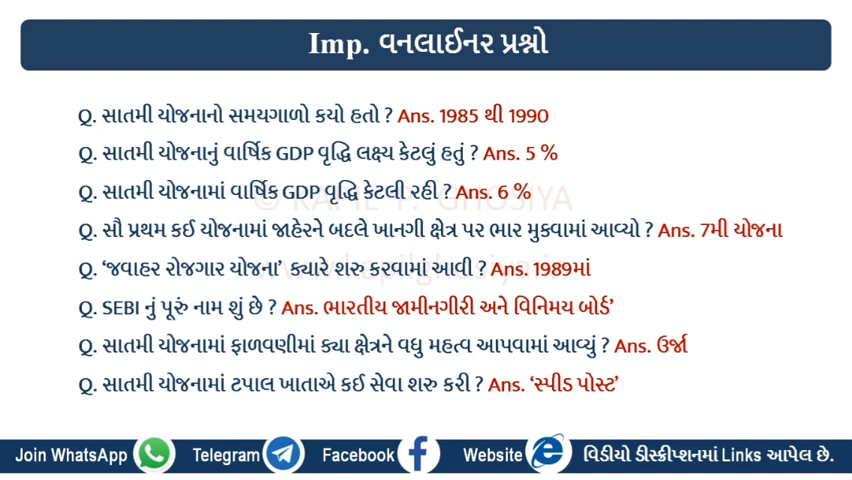 Imp. વનલાઈનર પ્રશ્નો
Q. સાતમી યોજનાનો સમયગાળો કયો હતો ? Ans. 1985 થી 1990
Q. સાતમી યોજનાનું વાર્ષિક GDP વૃદ્ધિ લક્ષ્ય કેટલું હતું ? Ans. 5 %
Q. સાતમી યોજનામાં વાર્ષિક GDP વૃદ્ધિ કેટલી રહી ? Ans. 6 %
Q. સૌ પ્રથમ કઈ યોજનામાં જાહેરને બદલે ખાનગી ક્ષેત્ર પર ભાર મુકવામાં આવ્યો ? Ans. 7મી યોજના
Q. ‘જવાહર રોજગાર યોજના’ ક્યારે શરુ કરવામાં આવી ? Ans. 1989માં
Q. SEBI નું પૂરું નામ શું છે ? Ans. ભારતીય જામીનગીરી અને વિનિમય બોર્ડ’
Q. સાતમી યોજનામાં ફાળવણીમાં ક્યા ક્ષેત્રને વધુ મહત્વ આપવામાં આવ્યું ? Ans. ઉર્જા
Q. સાતમી યોજનામાં ટપાલ ખાતાએ કઈ સેવા શરુ કરી ? Ans. ‘સ્પીડ પોસ્ટ’
Join WhatsApp Telegram Facebook Website વિડીયો ડીસ્ક્રીપ્શનમાં Links આપેલ છે.